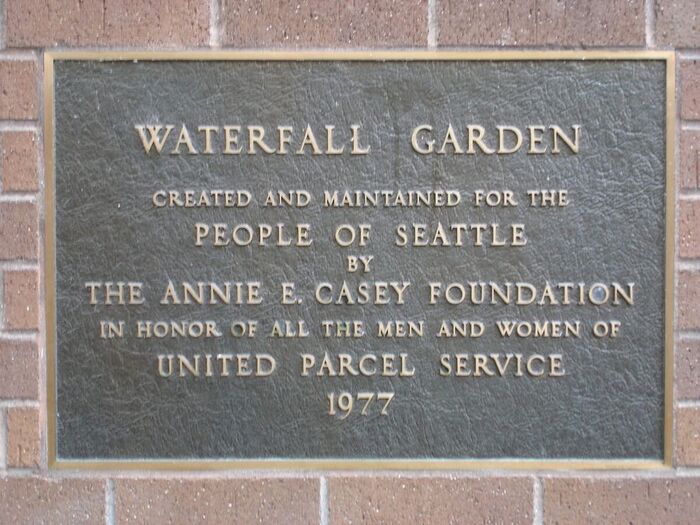 WATERFALL GARDEN
CREATED AND MAINTAINED FOR THE
PEOPLE OF SEATTLE
BY
THE ANNIE E. CASEY FOUNDATION
IN HONOR OF ALL THE MEN AND WOMEN OF
UNITED PARCEL SERVICE
1977